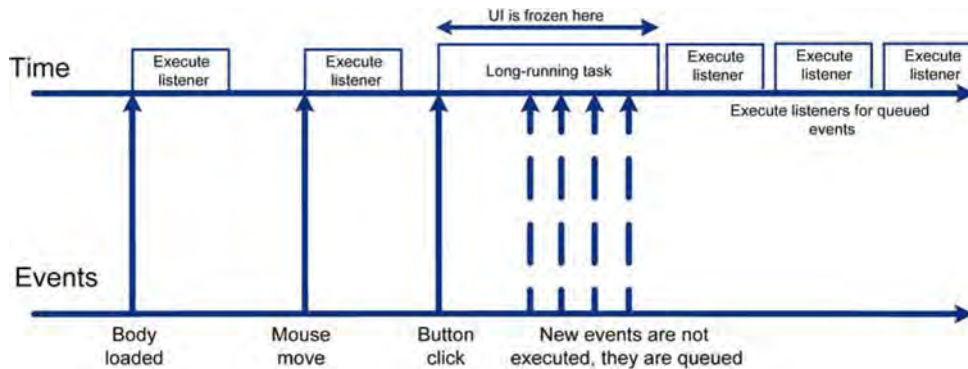 UI is frozen here
Time
Execute
listener
Execute
listener
Long-running task
Execute
listener
Execute
listener
Execute
listener
Execute listeners for queued
events
Events
Body
loaded
Mouse
move
Button
click
New events are not
executed, they are queued